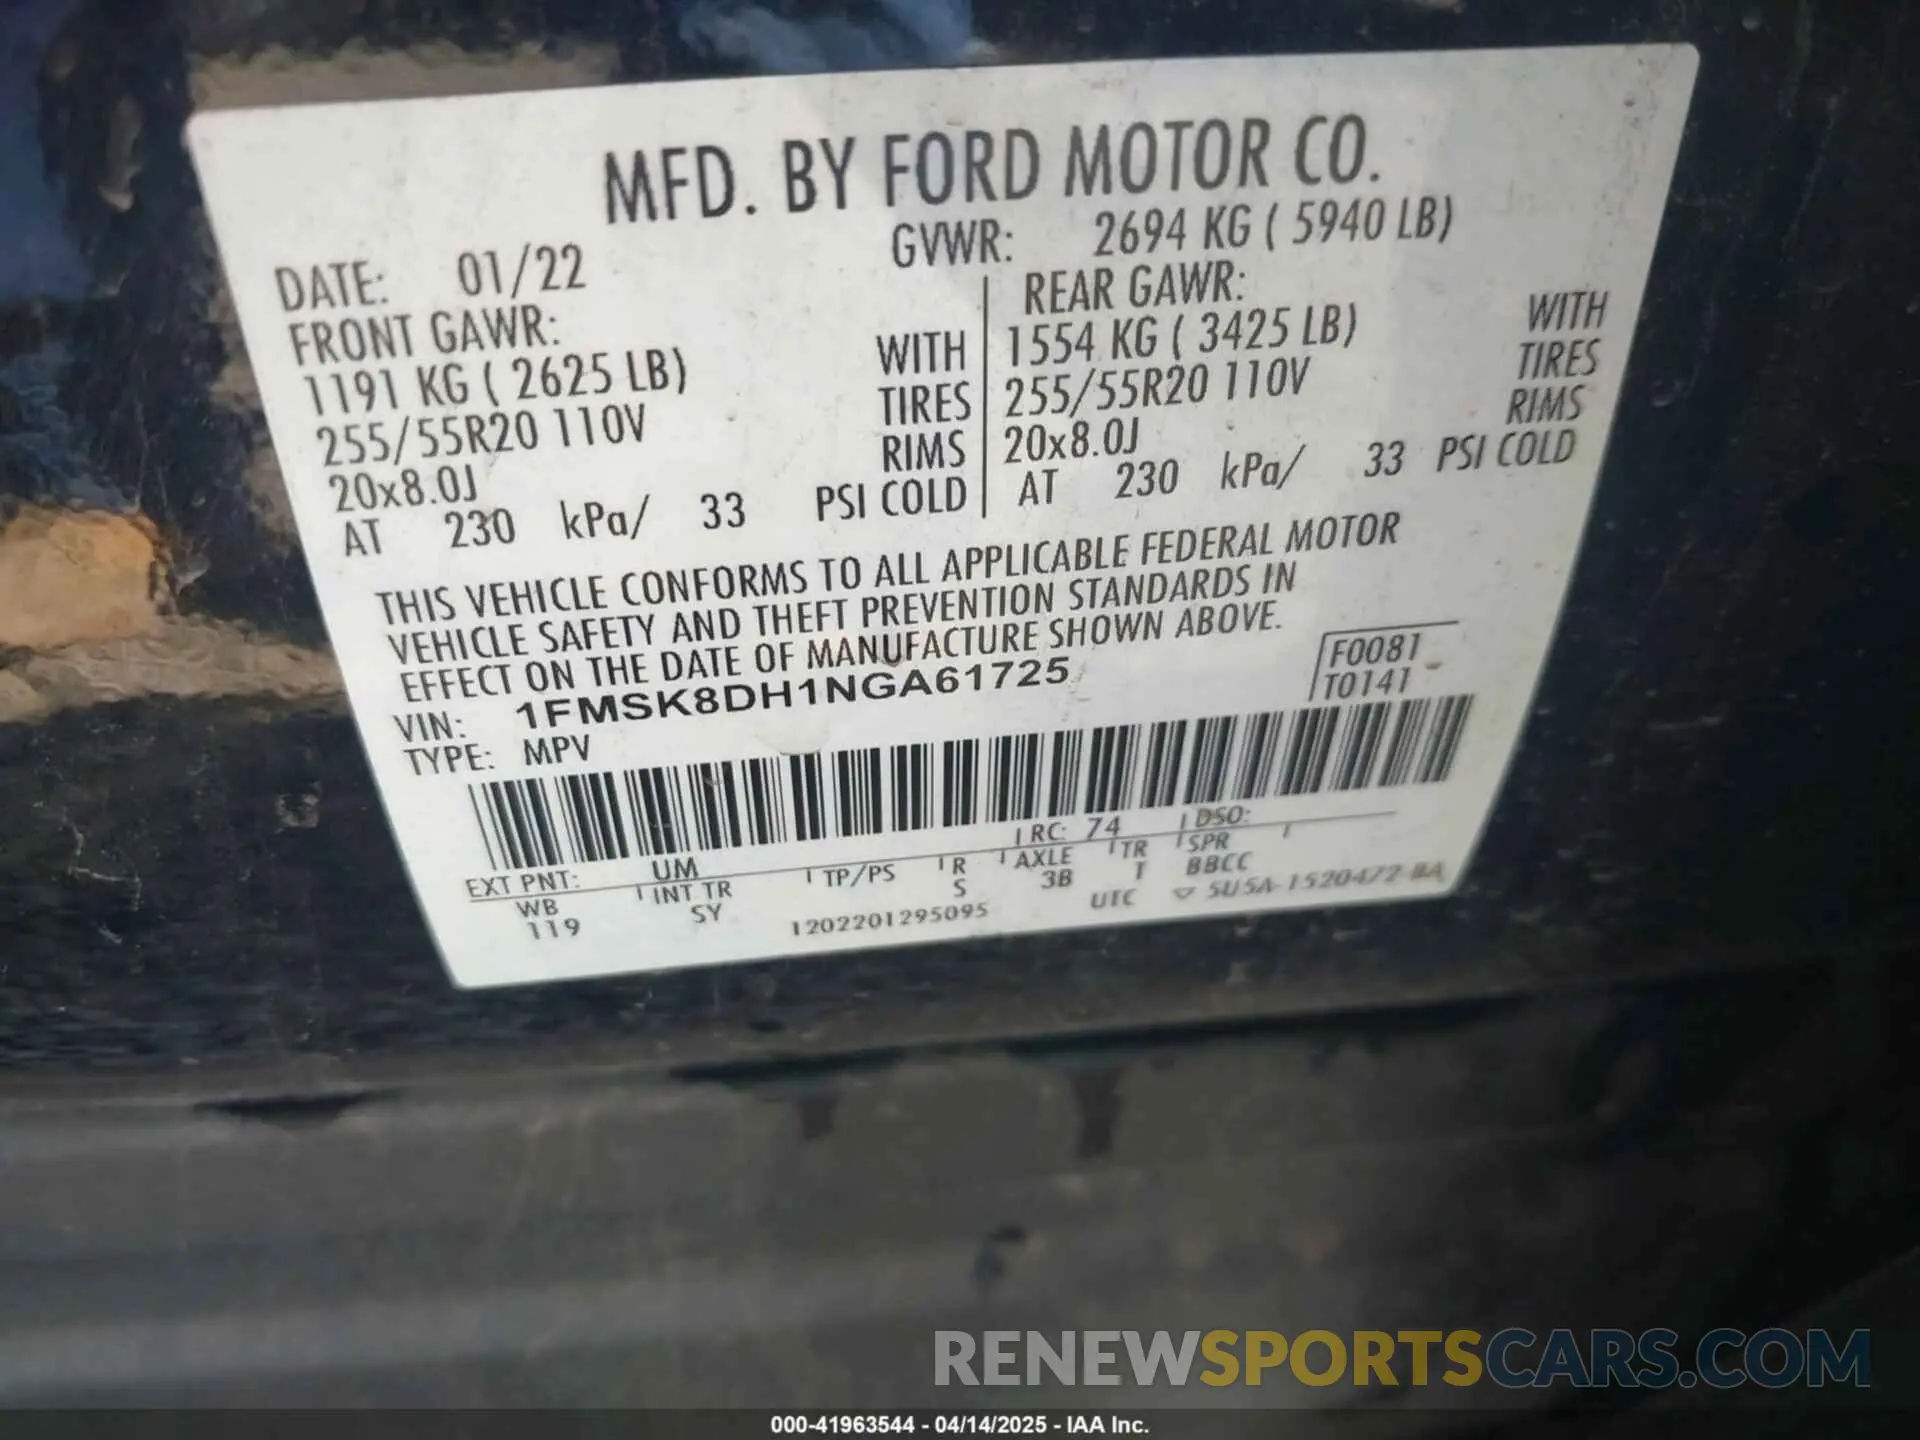 MFD. BY FORD MOTOR CO.
DATE: 01/22 GVWR: 2694 KG ( 5940 LB)
FRONT GAWR: REAR GAWR:
1191 KG ( 2625 LB) WITH 1554 KG ( 3425 LB) WITH
255/55R20 110V TIRES 255/55R20 110V TIRES
20x8.0J RIMS 20x8.0J RIMS
AT 230 kPa/ 33 PSI COLD AT 230 kPa/ 33 PSI COLD
THIS VEHICLE CONFORMS TO ALL APPLICABLE FEDERAL MOTOR
VEHICLE SAFETY AND THEFT PREVENTION STANDARDS IN
EFFECT ON THE DATE OF MANUFACTURE SHOWN ABOVE.
VIN: 1FMSK8DH1NGA61725 F0081
TYPE: MPV T0141
EXT PNT: UM RC: 74 DSO:
WB INT TR TP/PS R AXLE TR SPR
119 SY S 3B T BBCC
1202201295095 UTC 5U5A-1520472-BA
RENEWSPORTSCARS.COM
000-41963544 - 04/14/2025 - IAA Inc.